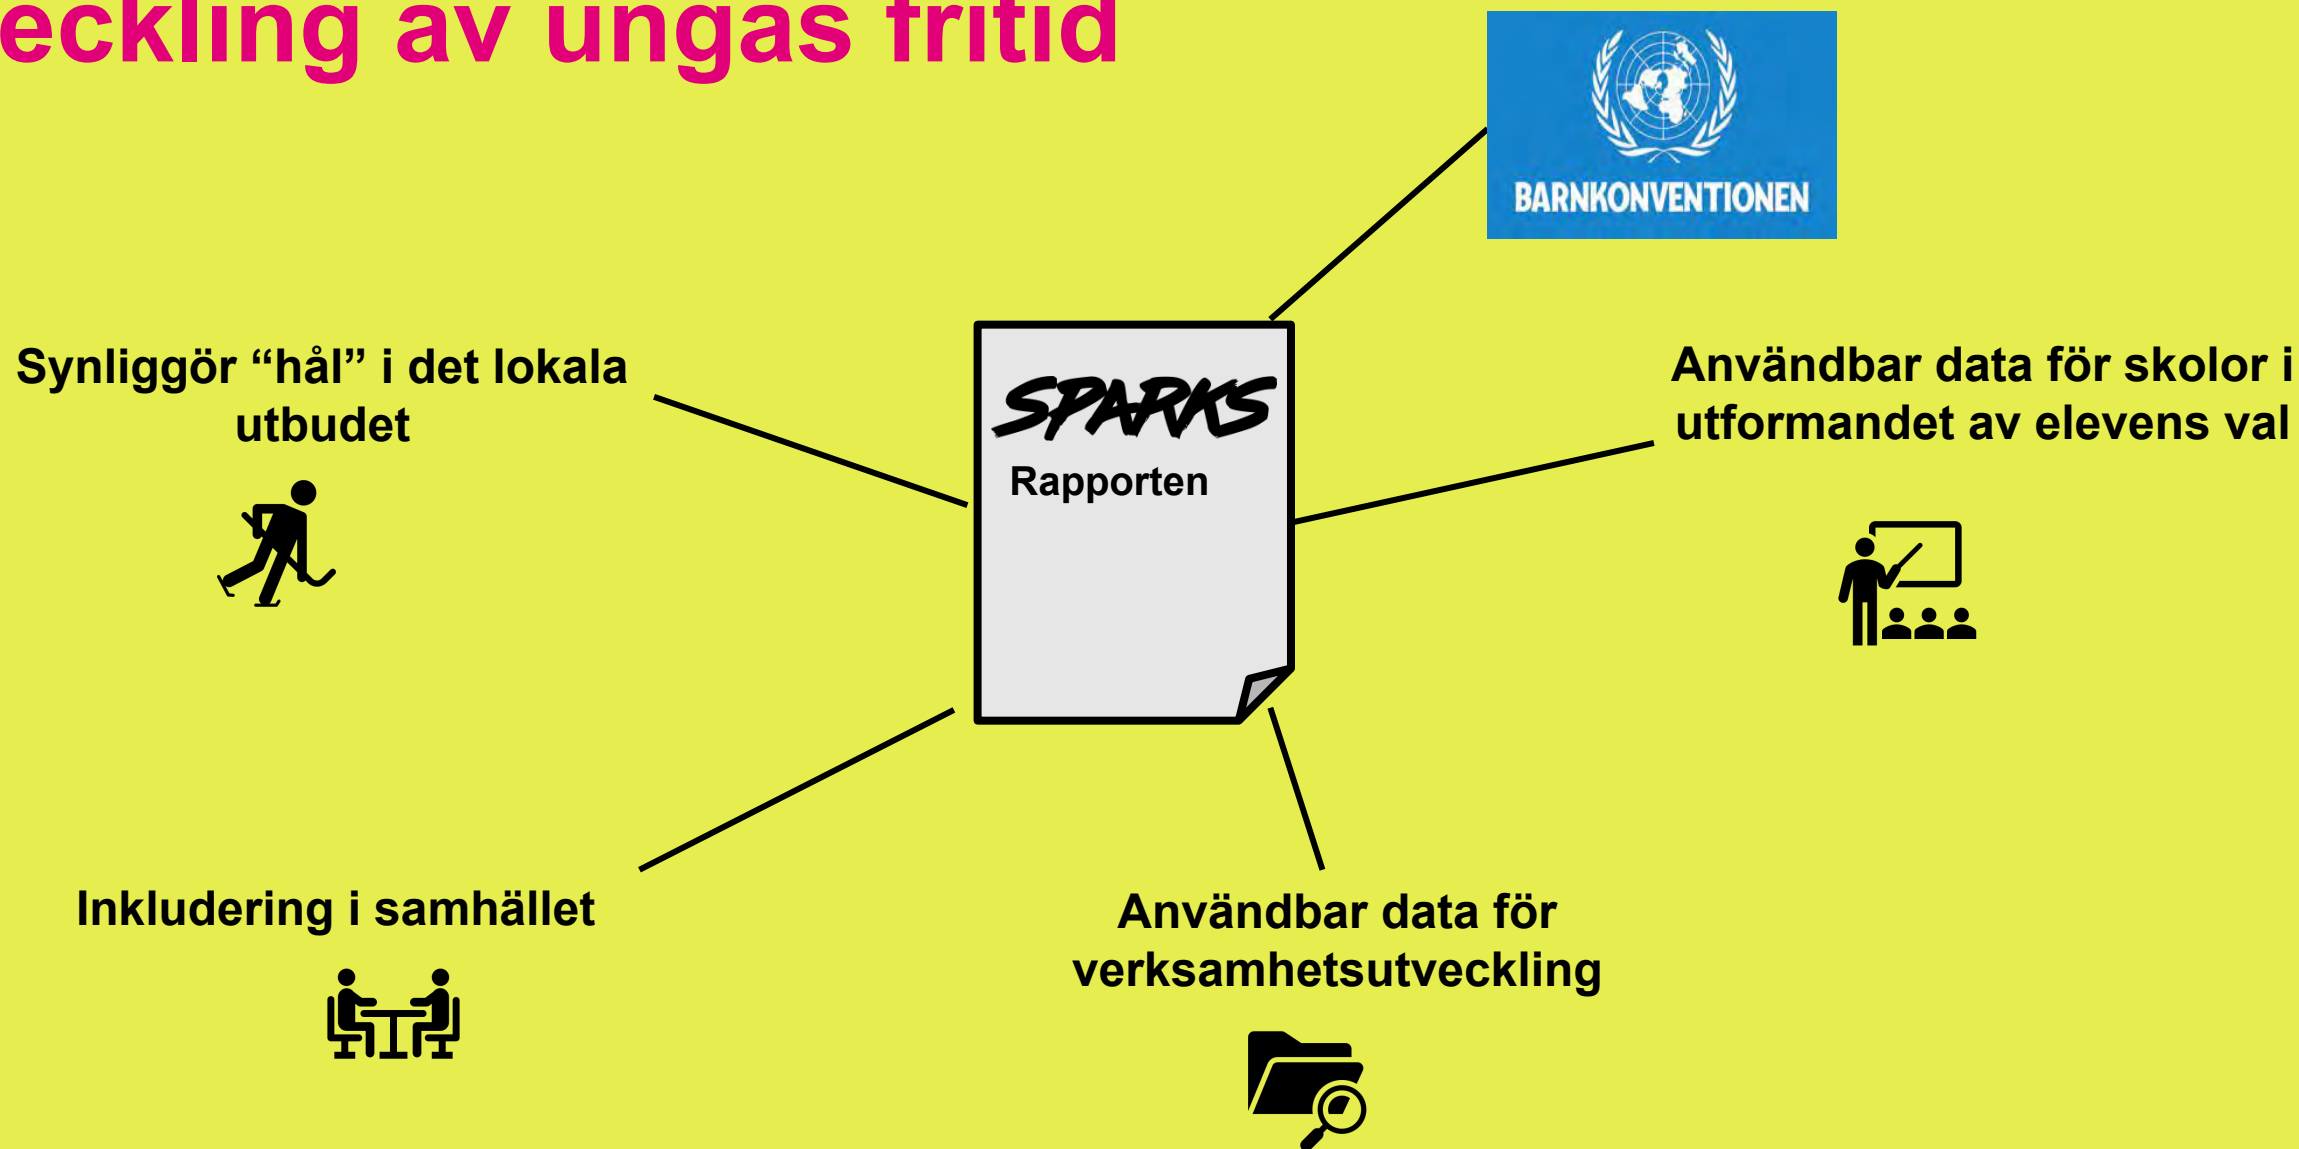 eckling av ungas fritid
BARNKONVENTIONEN
Synliggör “hål” i det lokala
utbudet
SPARKS
Rapporten
Användbar data för skolor i
utformandet av elevens val
Inkludering i samhället
Användbar data för
verksamhetsutveckling